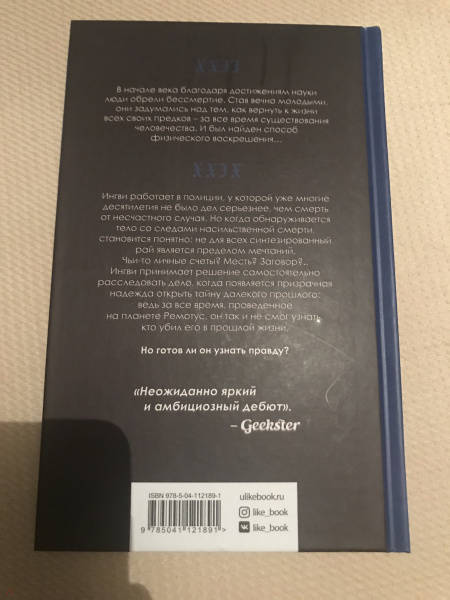 В начале века благодаря достижениям науки
люди обрели бессмертие. Став вечно молодыми,
они задумались над тем, как вернуть к жизни
всех своих предков – за все время существования
человечества. И был найден способ
физического воскрешения...
Ингви работает в полиции, у которой уже многие
десятилетия не было дел серьезнее, чем смерть
от несчастного случая. Но когда обнаруживается
тело со следами насильственной смерти,
становится понятно: не для всех синтезированный
рай является пределом мечтаний.
Чьи-то личные счеты? Месть? Заговор?..
Ингви принимает решение самостоятельно
расследовать дело, когда появляется призрачная
надежда открыть тайну далекого прошлого:
ведь за все время, проведенное
на планете Ремотус, он так и не смог узнать,
кто убил его в прошлой жизни.
Но готов ли он узнать правду?
«Неожиданно яркий
и амбициозный дебют».
– Geekster
ISBN 978-5-04-112189-1
9 785041 121891 >
ulikebook.ru
like_book
like_book